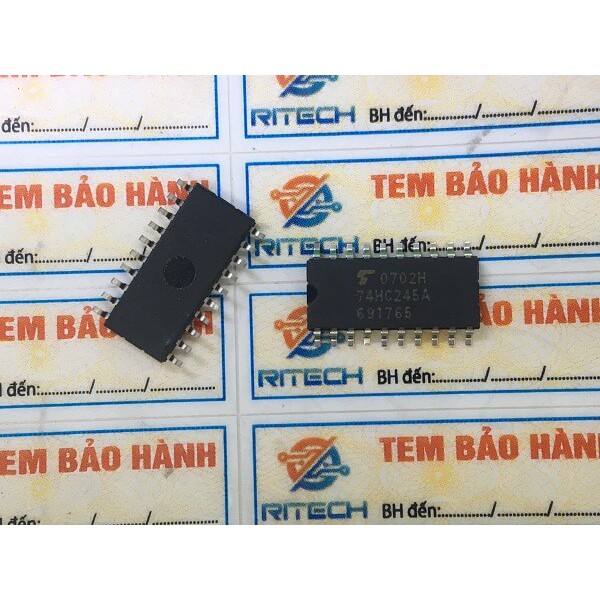 đến:............/............/............
RITECH BH đến:............/............/............
TEM BẢO HÀNH
TEM BẢO HÀNH
đến:
RITECH BH đến:
0702H
74HC245A
691765
đến:............/............/............
RITECH BH đến:............/............/............
TEM BẢO HÀNH
TEM BẢO HÀNH
đến:............/............/............
RITECH BH đến:............/............/............